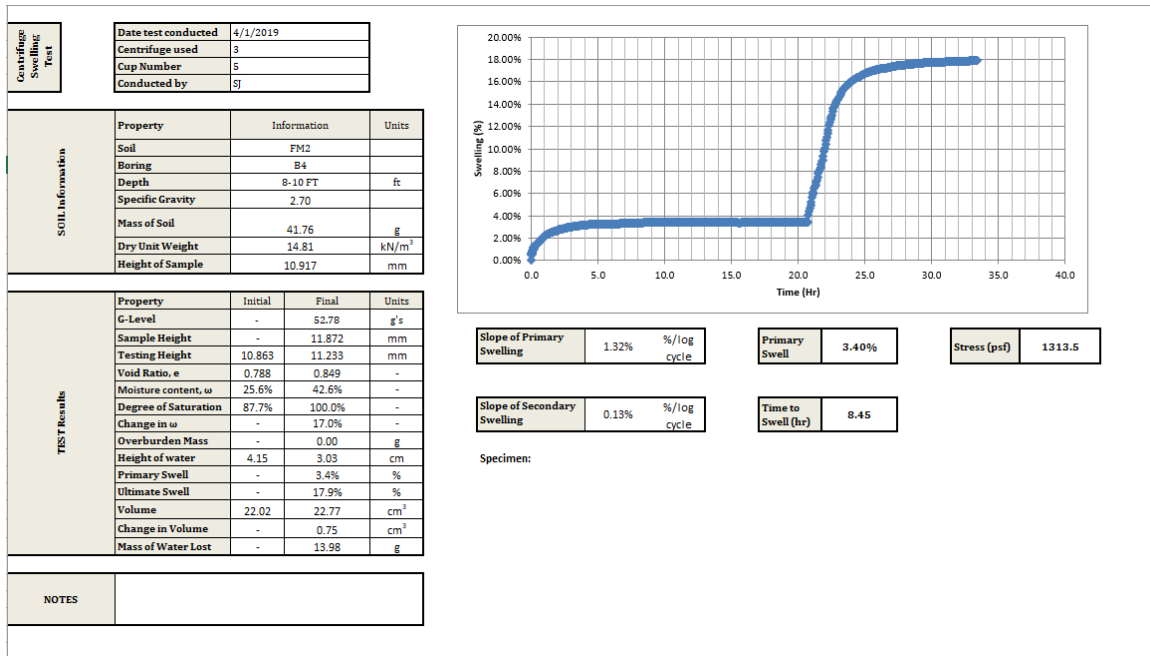 Centrifuge
Swelling
Test
Date test conducted 4/1/2019
Centrifuge used 3
Cup Number 5
Conducted by SJ
SOIL Information
Property Information Units
Soil FM2
Boring B4
Depth 8-10 FT ft
Specific Gravity 2.70
Mass of Soil 41.76 g
Dry Unit Weight 14.81 kN/m³
Height of Sample 10.917 mm
TEST Results
Property Initial Final Units
G-Level - 52.78 g's
Sample Height - 11.872 mm
Testing Height 10.863 11.233 mm
Void Ratio, e 0.788 0.849 -
Moisture content, ω 25.6% 42.6% -
Degree of Saturation 87.7% 100.0% -
Change in ω - 17.0% -
Overburden Mass - 0.00 g
Height of water 4.15 3.03 cm
Primary Swell - 3.4% %
Ultimate Swell - 17.9% %
Volume 22.02 22.77 cm³
Change in Volume - 0.75 cm³
Mass of Water Lost - 13.98 g
NOTES
Swelling (%)
20.00%
18.00%
16.00%
14.00%
12.00%
10.00%
8.00%
6.00%
4.00%
2.00%
0.00%
0.0 5.0 10.0 15.0 20.0 25.0 30.0 35.0 40.0
Time (Hr)
Slope of Primary
Swelling
1.32%
%/log
cycle
Primary
Swell
3.40%
Stress (psf) 1313.5
Slope of Secondary
Swelling
0.13%
%/log
cycle
Time to
Swell (hr)
8.45
Specimen: